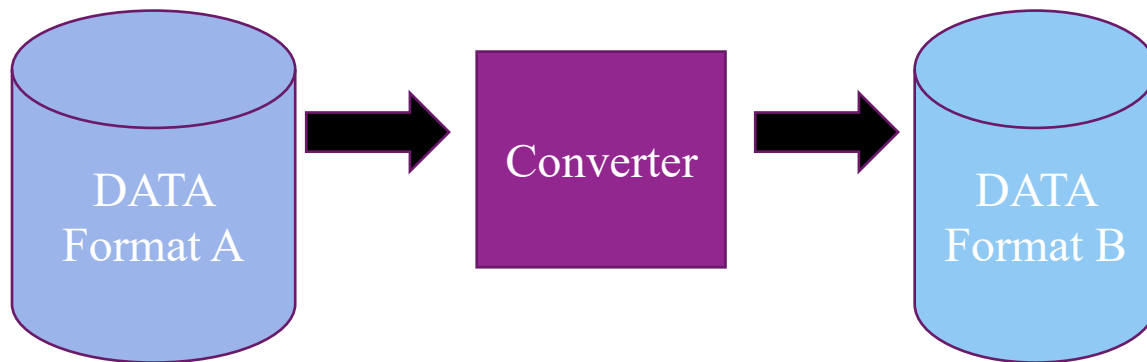 DATA
Format A
Converter
DATA
Format B